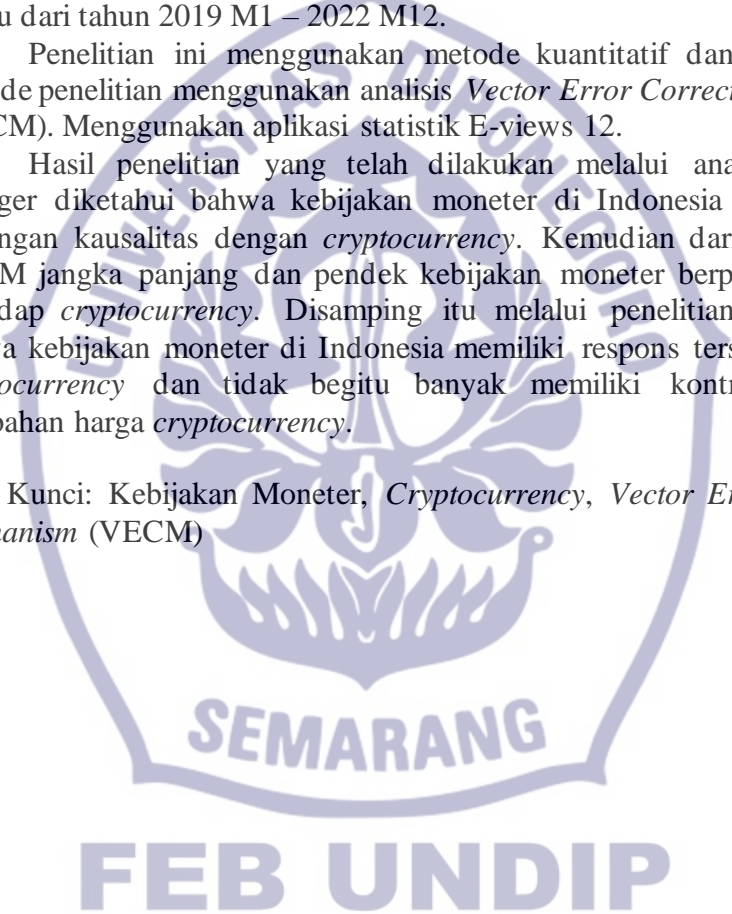 u dari tahun 2019 M1 – 2022 M12.
Penelitian ini menggunakan metode kuantitatif dan
de penelitian menggunakan analisis Vector Error Correc
CM). Menggunakan aplikasi statistik E-views 12.
Hasil penelitian yang telah dilakukan melalui ana
ger diketahui bahwa kebijakan moneter di Indonesia
ngan kausalitas dengan cryptocurrency. Kemudian dar
M jangka panjang dan pendek kebijakan moneter berp
dap cryptocurrency. Disamping itu melalui penelitian
a kebijakan moneter di Indonesia memiliki respons ters
ocurrency dan tidak begitu banyak memiliki kontr
bahan harga cryptocurrency.
Kunci: Kebijakan Moneter, Cryptocurrency, Vector Er
anism (VECM)
UNIVERSITAS DIPONEGORO
SEMARANG
FEB UNDIP